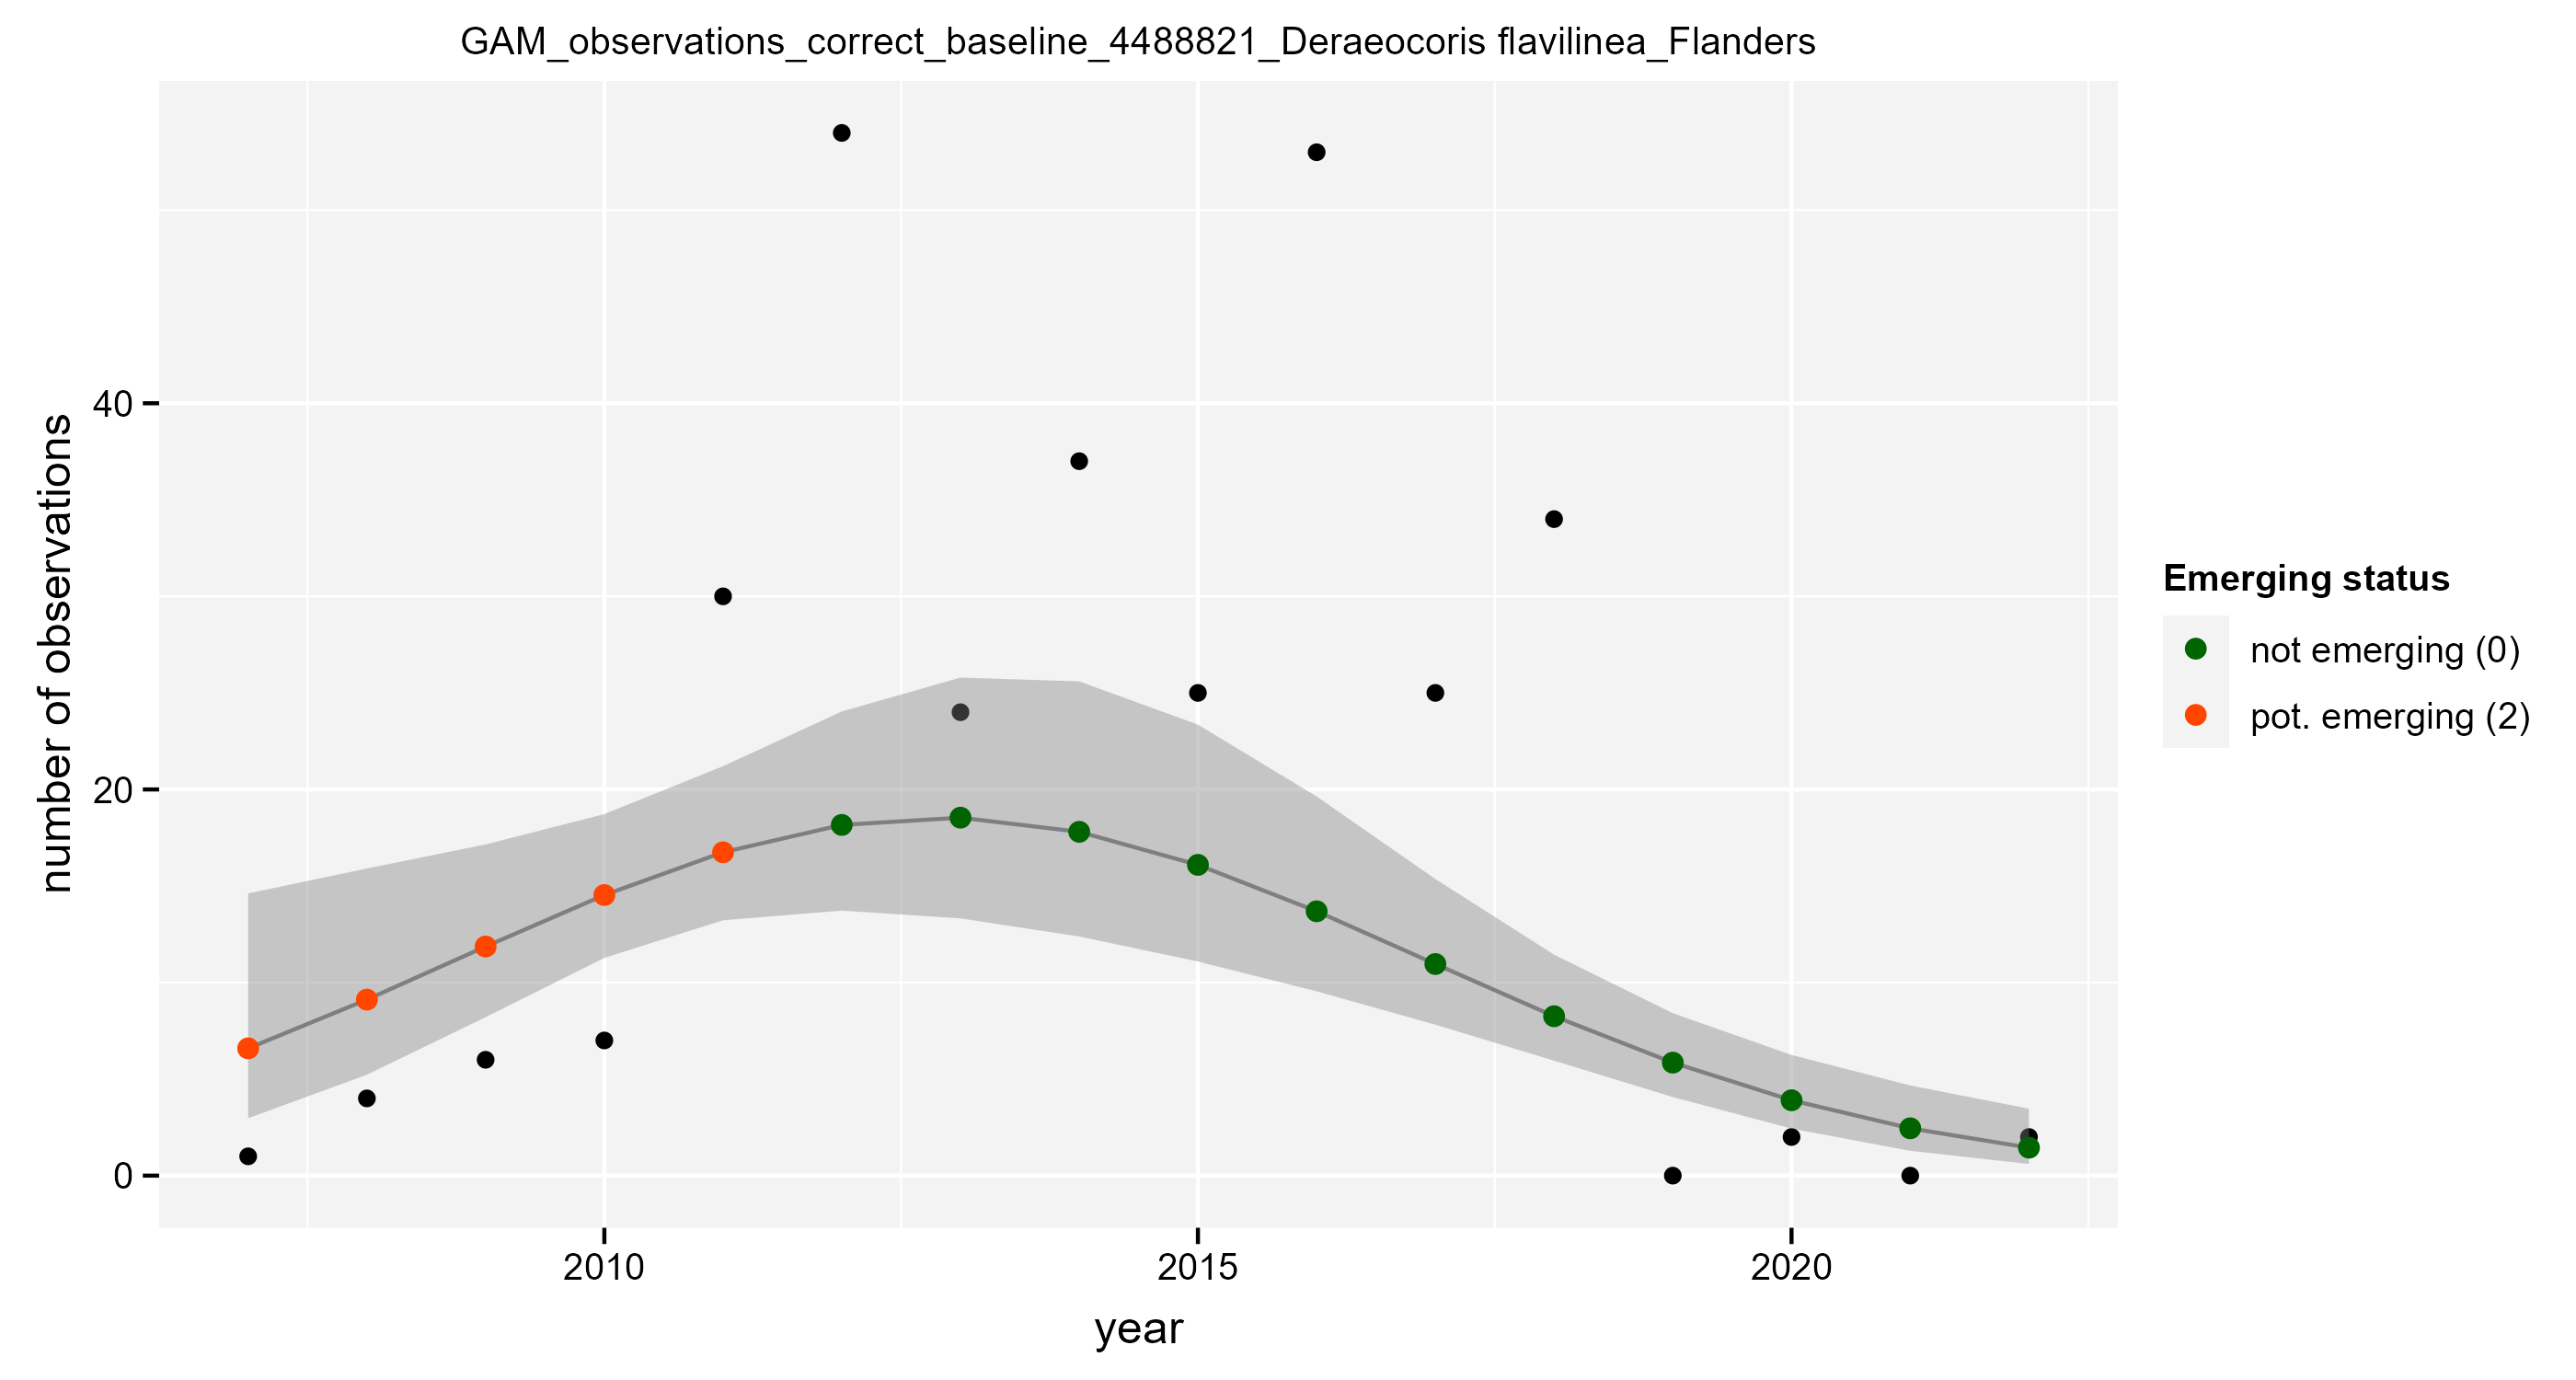 GAM_observations_correct_baseline_4488821_Deraeocoris flavilinea_Flanders
number of observations
40
20
0
2010
2015
2020
year
Emerging status
not emerging (0)
pot. emerging (2)